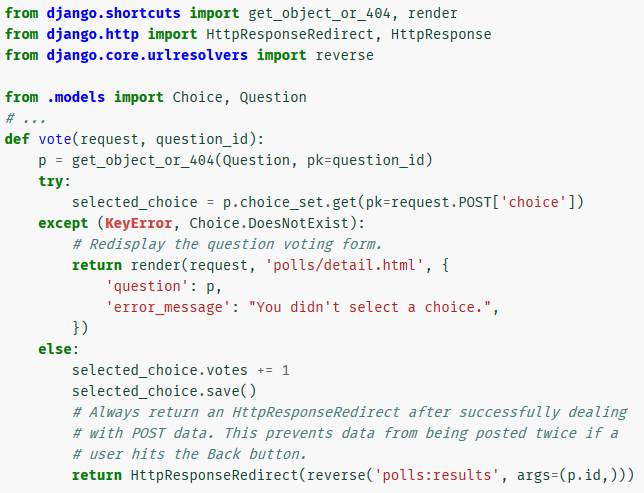 from django.shortcuts import get_object_or_404, render
from django.http import HttpResponseRedirect, HttpResponse
from django.core.urlresolvers import reverse

from .models import Choice, Question
# ...
def vote(request, question_id):
    p = get_object_or_404(Question, pk=question_id)
    try:
        selected_choice = p.choice_set.get(pk=request.POST['choice'])
    except (KeyError, Choice.DoesNotExist):
        # Redisplay the question voting form.
        return render(request, 'polls/detail.html', {
            'question': p,
            'error_message': "You didn't select a choice.",
        })
    else:
        selected_choice.votes += 1
        selected_choice.save()
        # Always return an HttpResponseRedirect after successfully dealing
        # with POST data. This prevents data from being posted twice if a
        # user hits the Back button.
        return HttpResponseRedirect(reverse('polls:results', args=(p.id,)))